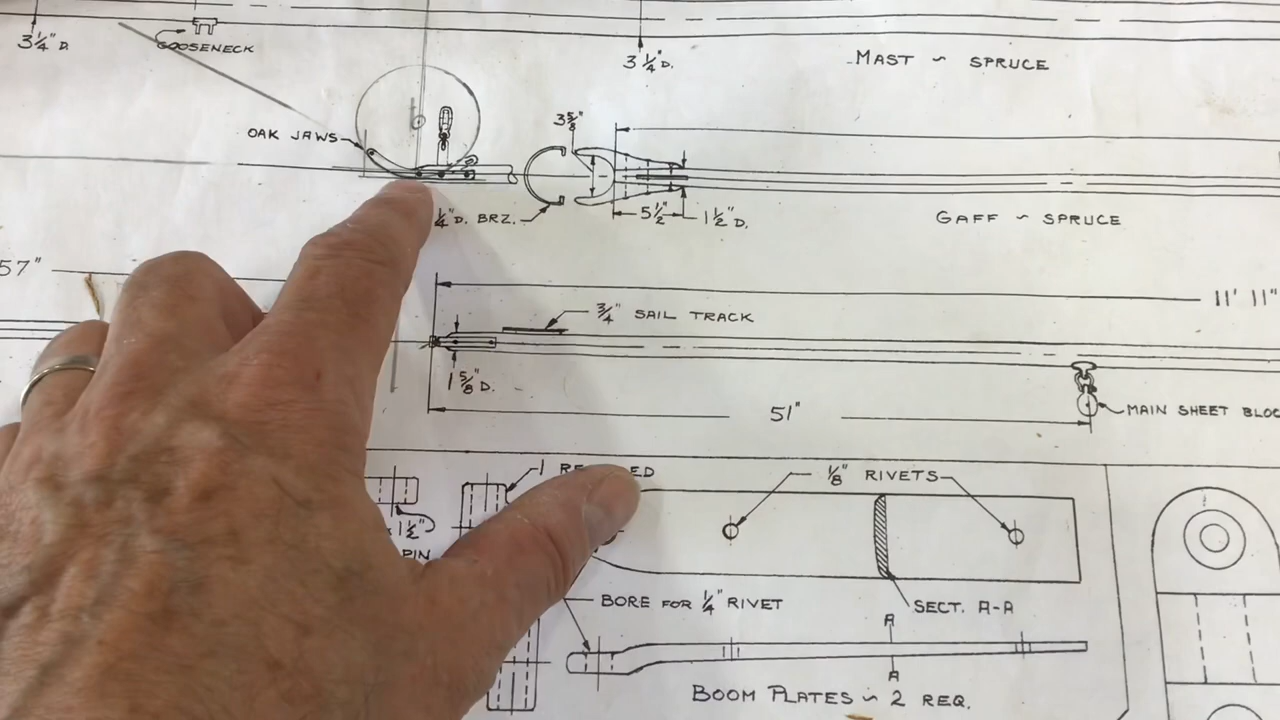 3 1/4" D.
GOOSENECK
3 1/4" D.
MAST ~ SPRUCE
OAK JAWS
3 5/8"
1/4" D. BRZ.
5 1/2"
1 1/2" D.
GAFF ~ SPRUCE
57"
11' 11"
3/4" SAIL TRACK
1 5/8" D.
51"
MAIN SHEET BLOC
1 RE ED
1/8" RIVETS
1 1/2"
PIN
BORE FOR 1/4" RIVET
SECT. A-A
A
A
BOOM PLATES ~ 2 REQ.